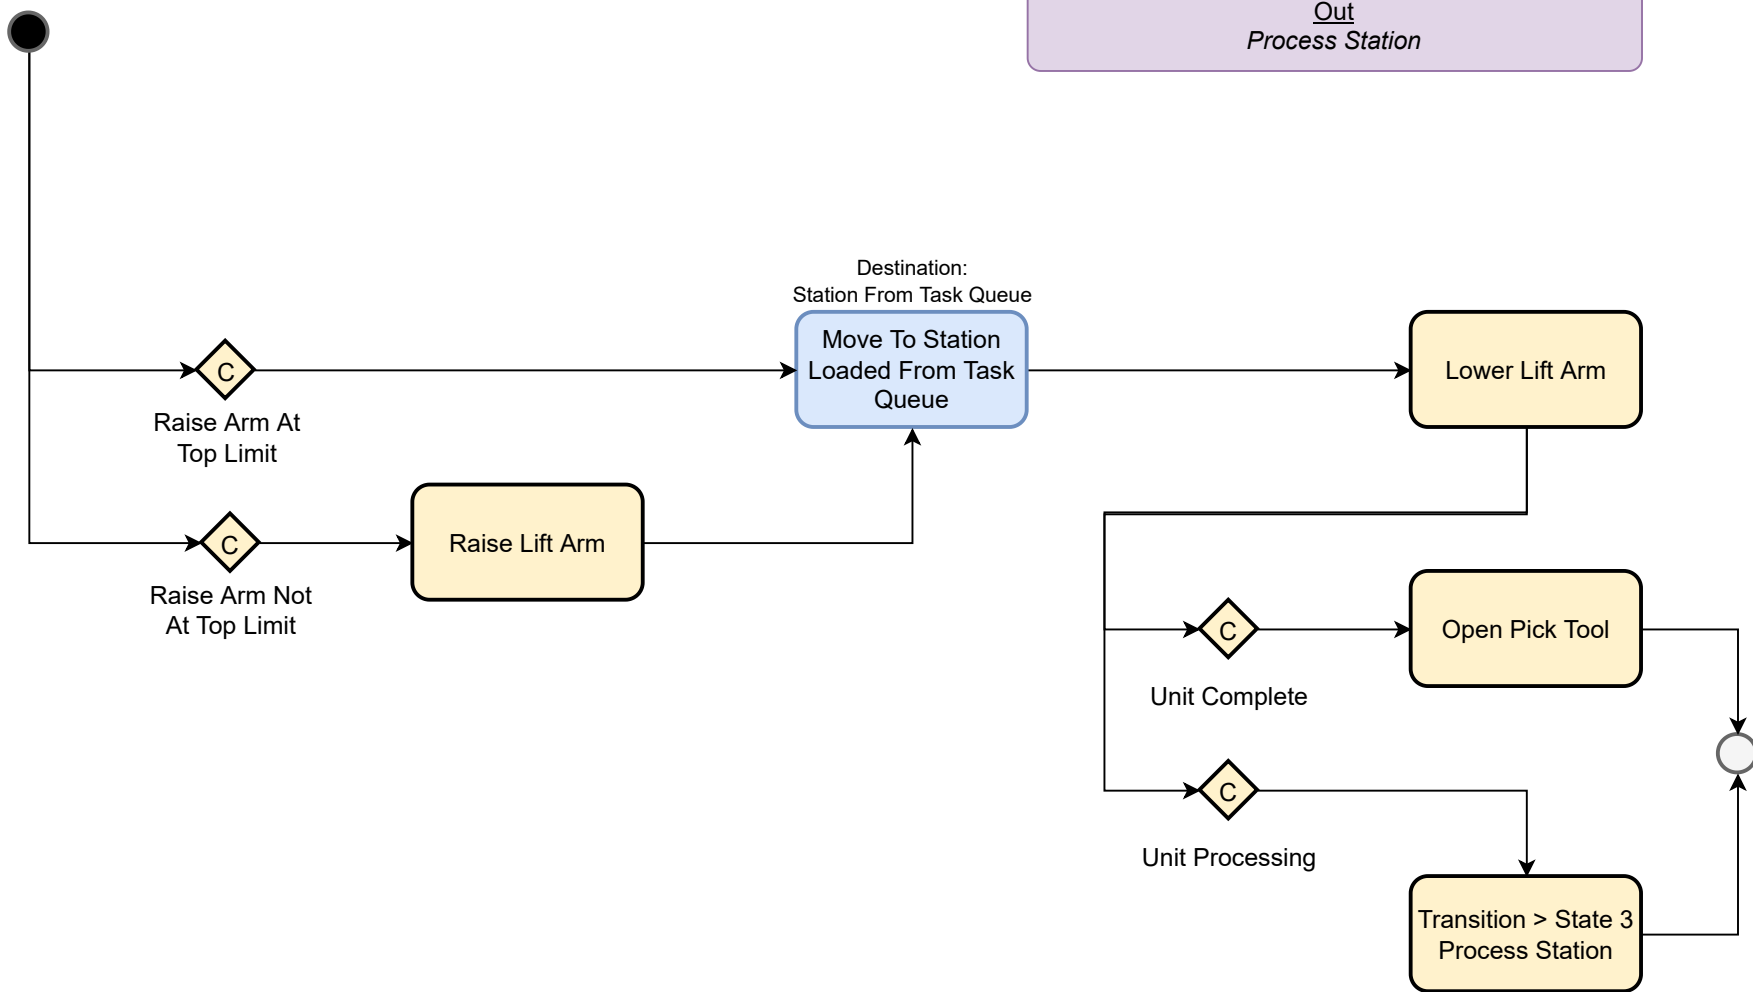 Out
Process Station
Destination:
Station From Task Queue
Move To Station
Loaded From Task
Queue
Lower Lift Arm
C
Raise Arm At
Top Limit
C
Raise Arm Not
At Top Limit
Raise Lift Arm
C
Unit Complete
Open Pick Tool
C
Unit Processing
Transition > State 3
Process Station